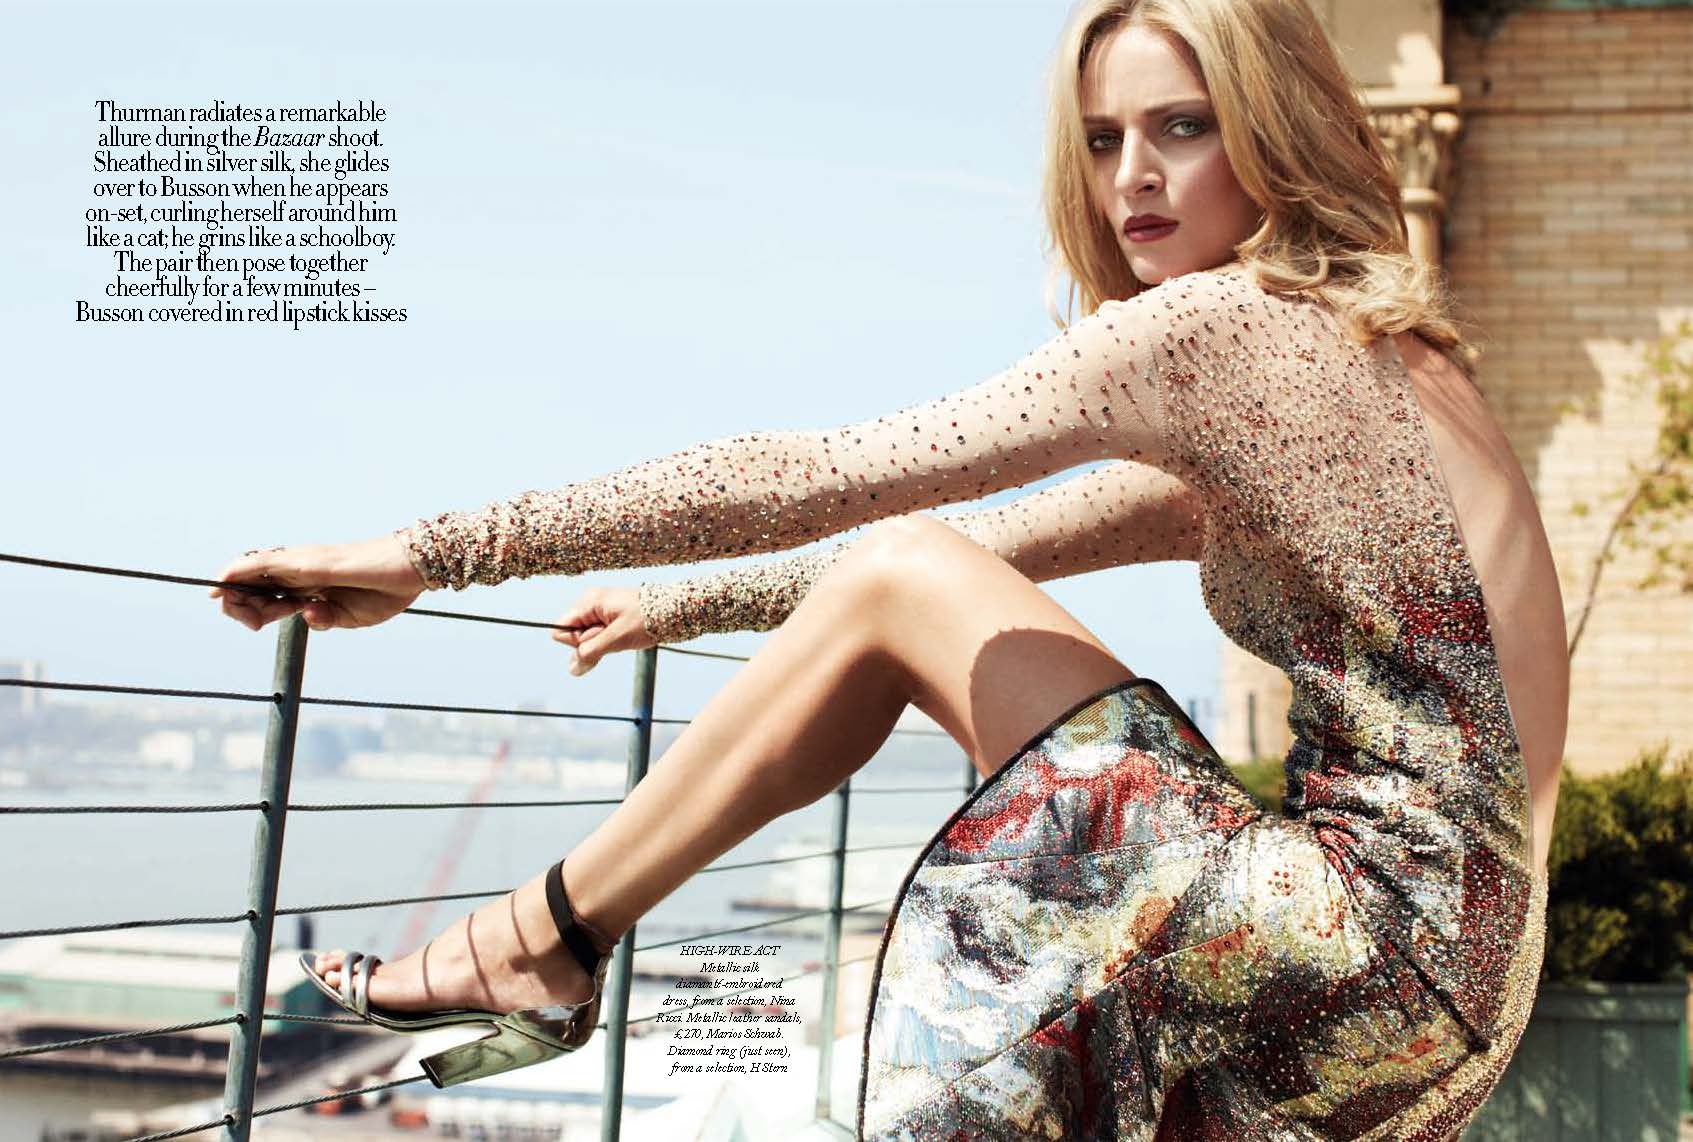 Thurman radiates a remarkable
allure during the Bazaar shoot.
Sheathed in silver silk, she glides
over to Busson when he appears
on-set, curling herself around him
like a cat; he grins like a schoolboy.
The pair then pose together
cheerfully for a few minutes –
Busson covered in red lipstick kisses
HIGH-WIRE ACT
Metallic silk
diamanté-embroidered
dress, from a selection, Nina
Ricci. Metallic leather sandals,
£270, Marios Schwab.
Diamond ring (just seen),
from a selection, H Stern